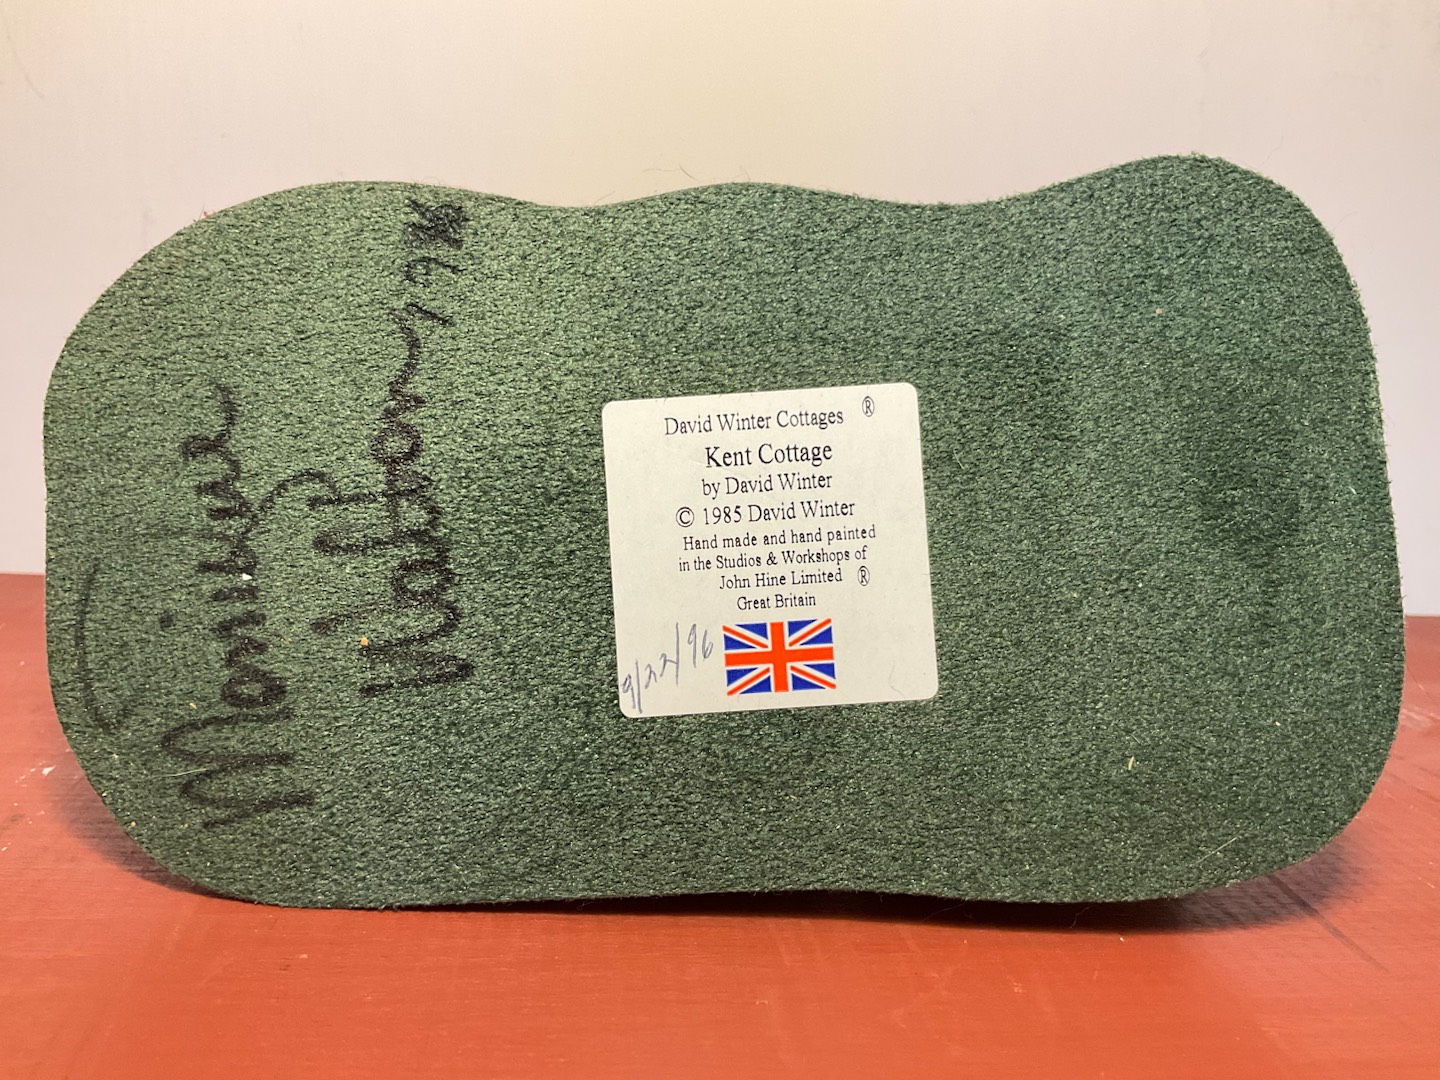 David Winter Cottages ®
Kent Cottage
by David Winter
© 1985 David Winter
Hand made and hand painted
in the Studios & Workshops of
John Hine Limited ®
Great Britain
9/22/96